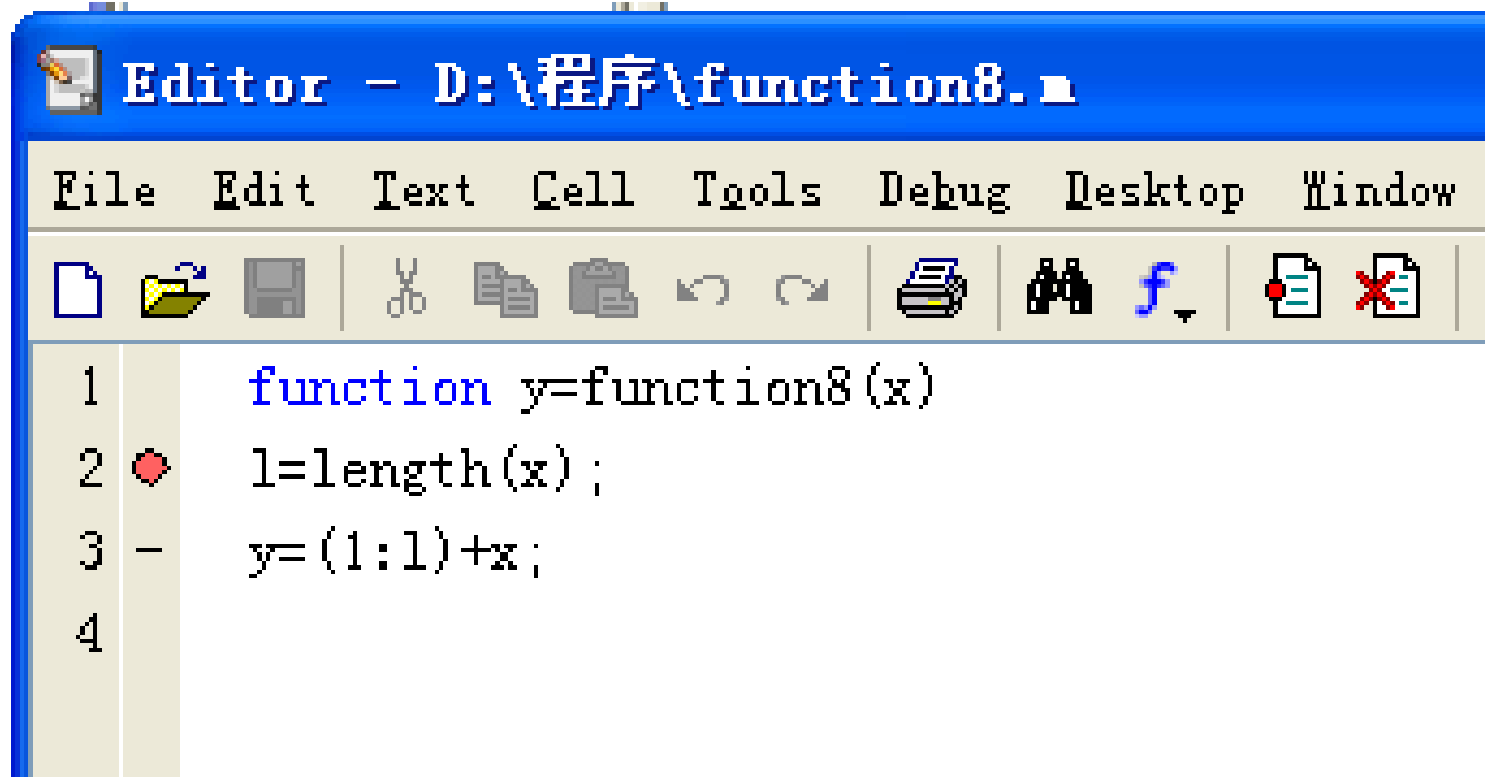 Editor - D:\程序\function8.m
File Edit Text Cell Tools Debug Desktop Window
1 function y=function8(x)
2 l=length(x);
3 - y=(1:l)+x;
4